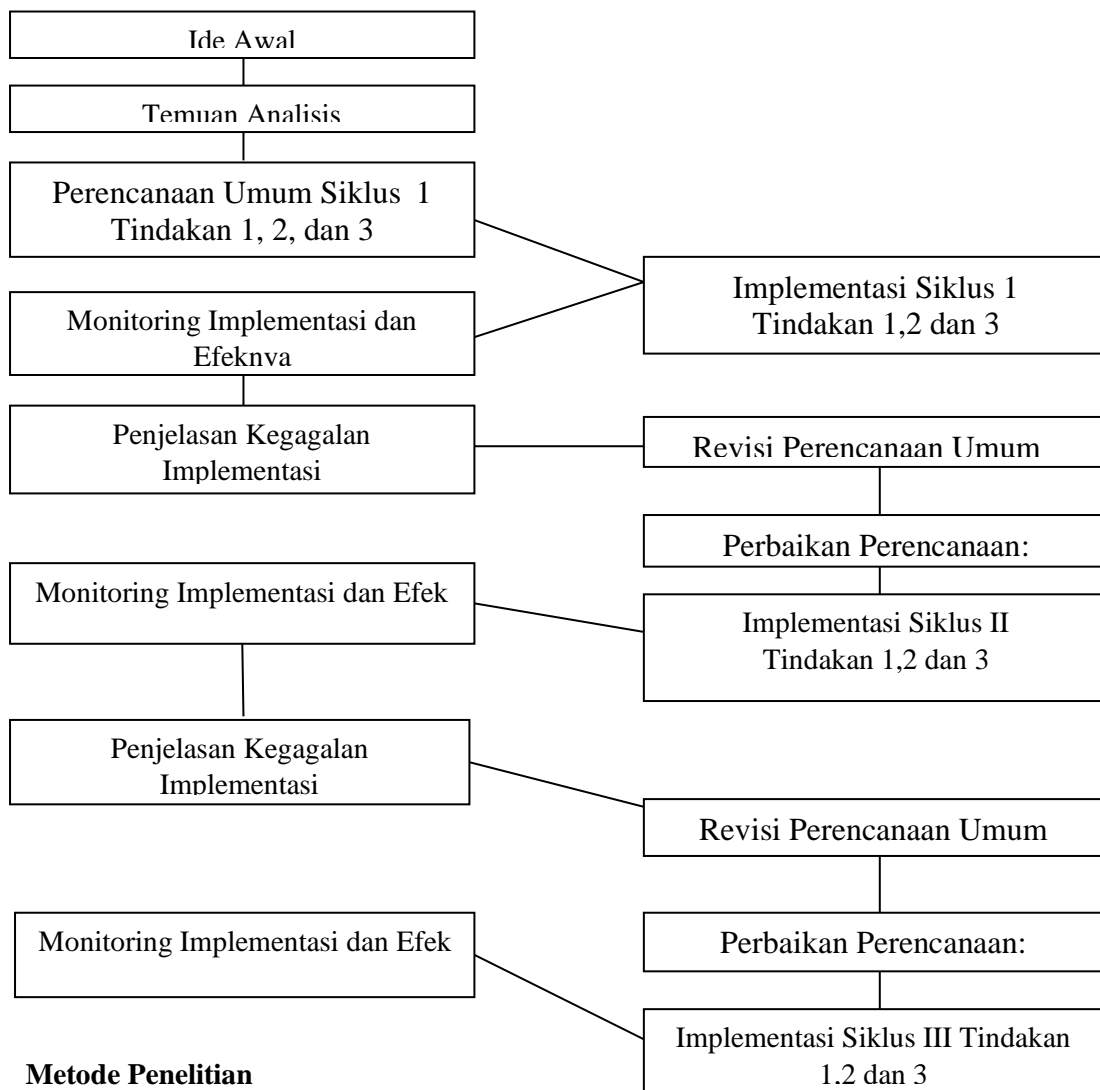 Ide Awal
Temuan Analisis
Perencanaan Umum Siklus 1
Tindakan 1, 2, dan 3
Implementasi Siklus 1
Tindakan 1,2 dan 3
Monitoring Implementasi dan
Efeknya
Penjelasan Kegagalan
Implementasi
Revisi Perencanaan Umum
Perbaikan Perencanaan:
Monitoring Implementasi dan Efek
Implementasi Siklus II
Tindakan 1,2 dan 3
Penjelasan Kegagalan
Implementasi
Revisi Perencanaan Umum
Monitoring Implementasi dan Efek
Perbaikan Perencanaan:
Implementasi Siklus III Tindakan
1,2 dan 3
Metode Penelitian